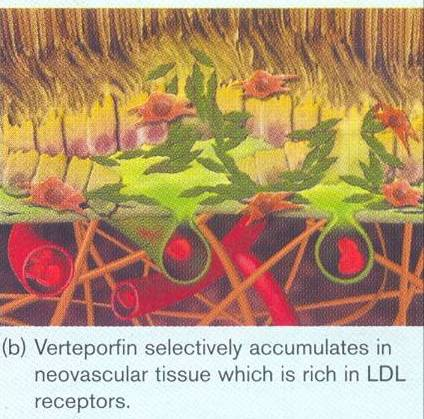 (b) Verteporfin selectively accumulates in
neovascular tissue which is rich in LDL
receptors.